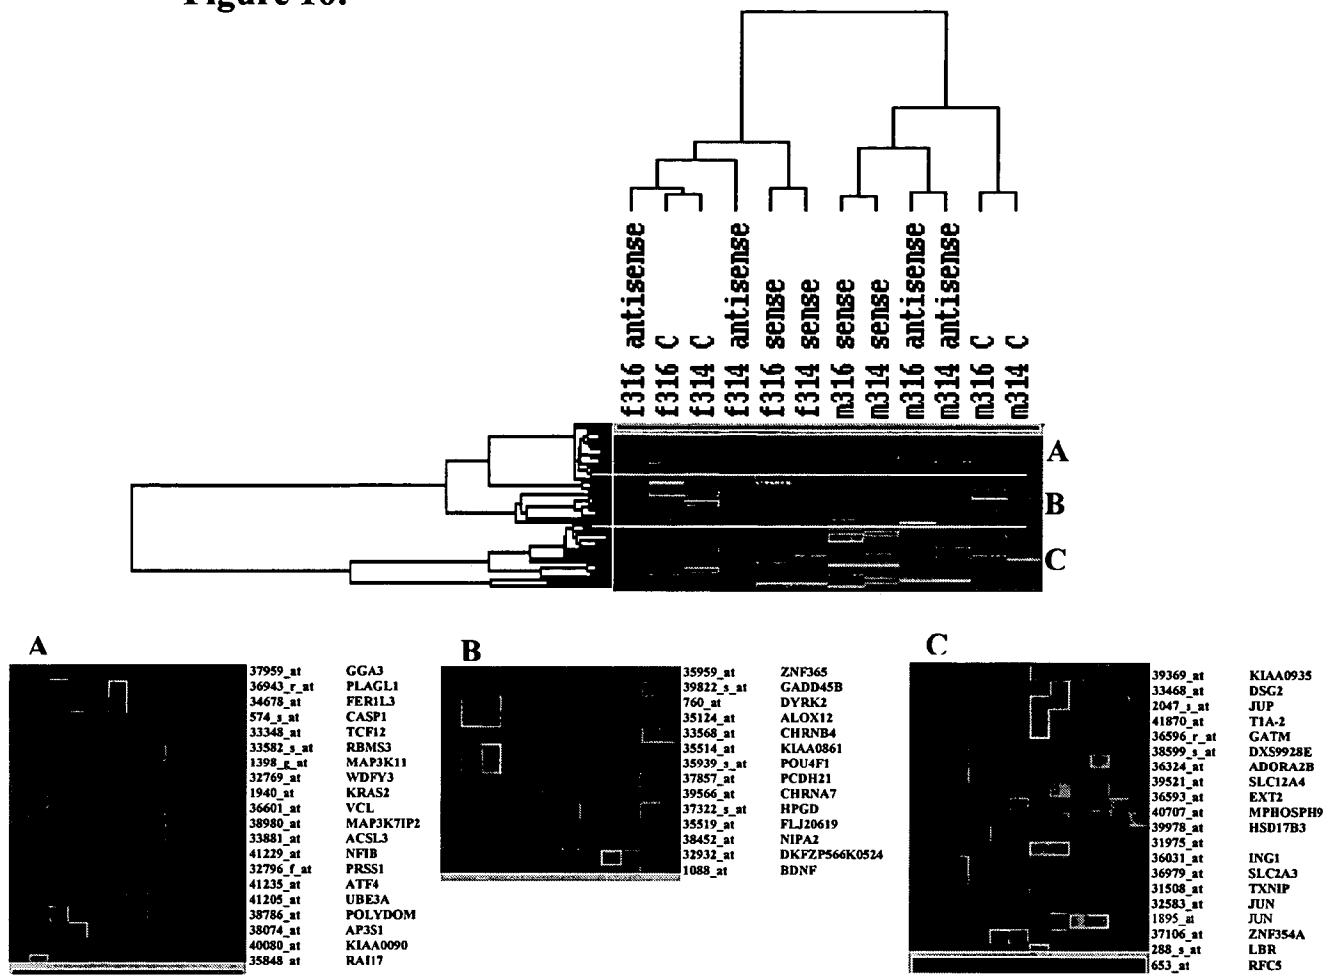 Figure 10.
f316 antisense
f316 C
f314 C
f314 antisense
f316 sense
f314 sense
m316 sense
m314 sense
m316 antisense
m314 antisense
m316 C
m314 C
A
B
C
A
37959_at GGA3
36943_r_at PLAGL1
34678_at FER1L3
574_s_at CASP1
33348_at TCF12
33582_s_at RBMS3
1398_g_at MAP3K11
32769_at WDFY3
1940_at KRAS2
36601_at VCL
38980_at MAP3K7IP2
33881_at ACSL3
41229_at NFIB
32796_f_at PRSS1
41235_at ATF4
41205_at UBE3A
38786_at POLYDOM
38074_at AP3S1
40080_at KIAA0090
35848_at RAI17
B
35959_at ZNF365
39822_s_at GADD45B
760_at DYRK2
35124_at ALOX12
33568_at CHRNB4
35514_at KIAA0861
35939_s_at POU4F1
37857_at PCDH21
39566_at CHRNA7
37322_s_at HPGD
35519_at FLJ20619
38452_at NIPA2
32932_at DKFZP566K0524
1088_at BDNF
C
39369_at KIAA0935
33468_at DSG2
2047_s_at JUP
41870_at T1A-2
36596_r_at GATM
38599_s_at DXS9928E
36324_at ADORA2B
39521_at SLC12A4
36593_at EXT2
40707_at MPHOSPH9
39978_at HSD17B3
31975_at
36031_at ING1
36979_at SLC2A3
31508_at TXNIP
32583_at JUN
1895_at JUN
37106_at ZNF354A
288_s_at LBR
653_at RFC5